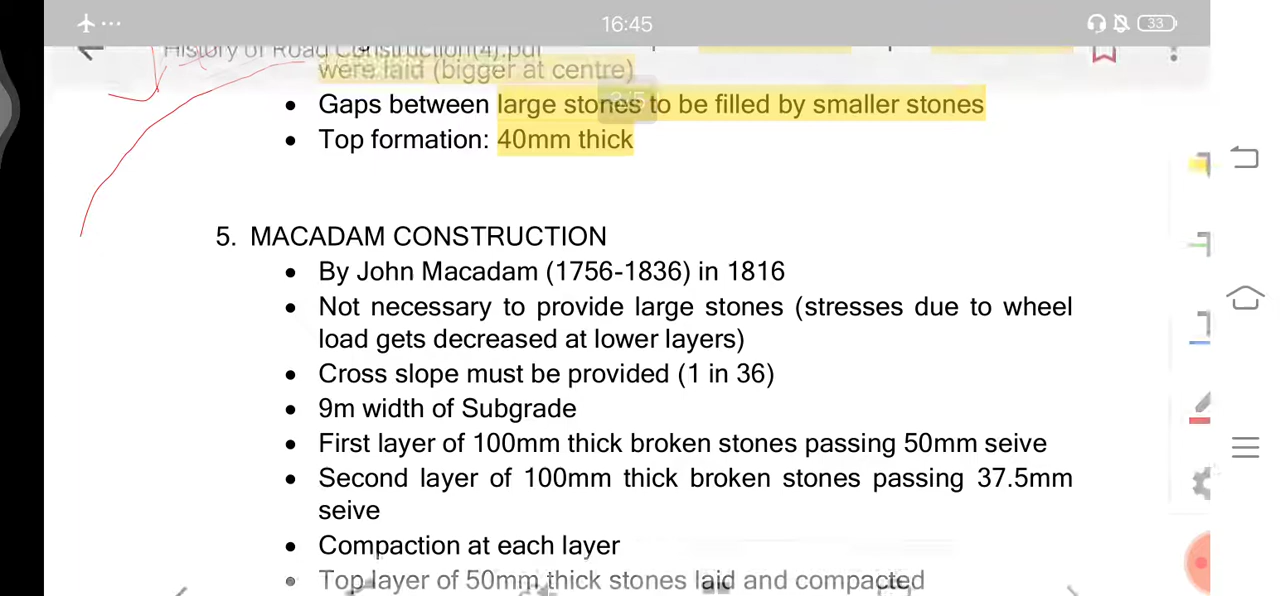 16:45
33
History of Road Construction(4).pdf
were laid (bigger at centre)
• Gaps between large stones to be filled by smaller stones
• Top formation: 40mm thick
5. MACADAM CONSTRUCTION
• By John Macadam (1756-1836) in 1816
• Not necessary to provide large stones (stresses due to wheel
load gets decreased at lower layers)
• Cross slope must be provided (1 in 36)
• 9m width of Subgrade
• First layer of 100mm thick broken stones passing 50mm seive
• Second layer of 100mm thick broken stones passing 37.5mm
seive
• Compaction at each layer
• Top layer of 50mm thick stones laid and compacted